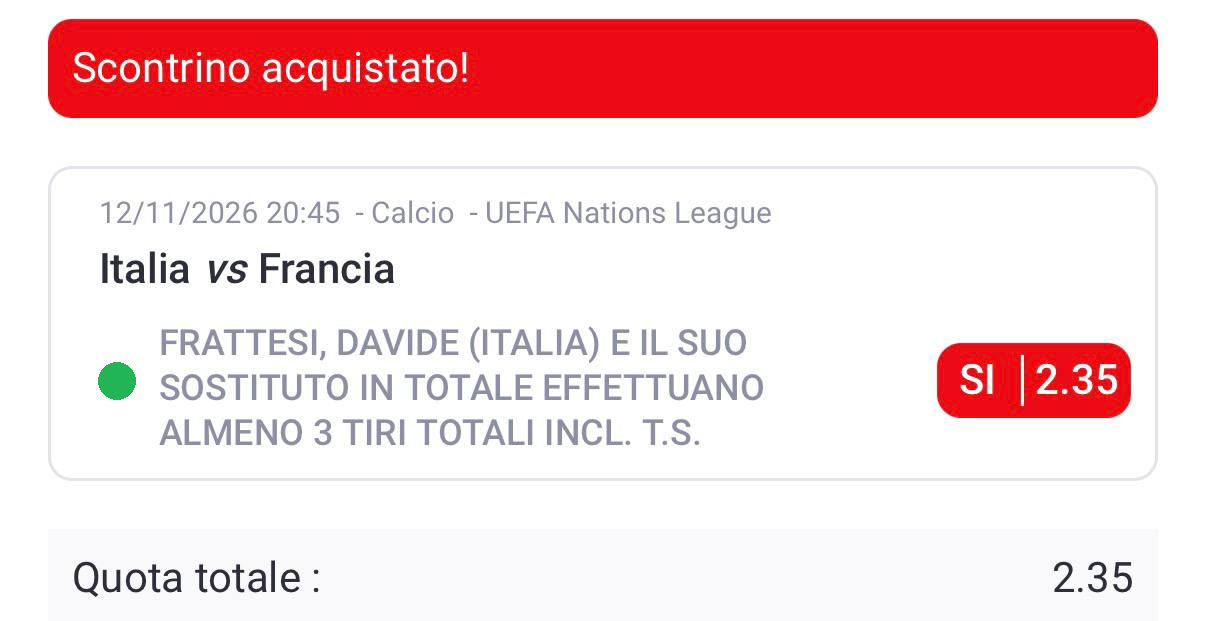 Scontrino acquistato!
12/11/2026 20:45 - Calcio - UEFA Nations League
Italia vs Francia
FRATTESI, DAVIDE (ITALIA) E IL SUO
SOSTITUTO IN TOTALE EFFETTUANO
ALMENO 3 TIRI TOTALI INCL. T.S.
SI | 2.35
Quota totale : 2.35